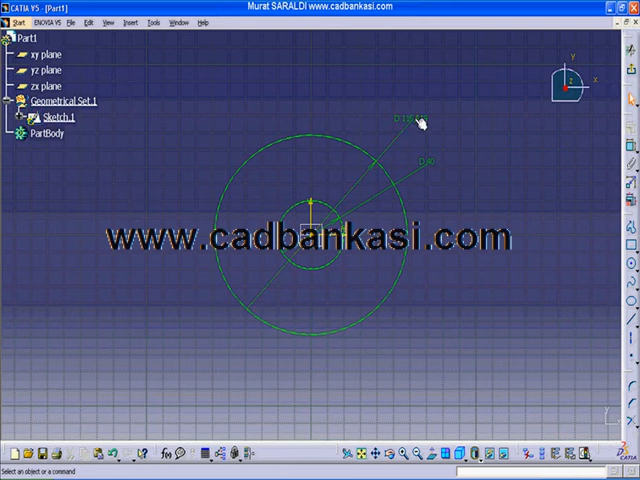 CATIA V5 - [Part1]
Murat SARALDI www.cadbankasi.com
Start ENOVIA V5 File Edit View Insert Tools Window Help
Part1
xy plane
yz plane
zx plane
Geometrical Set.1
Sketch.1
PartBody
y
x
z
D 40
www.cadbankasi.com
Select an object or a command
CATIA